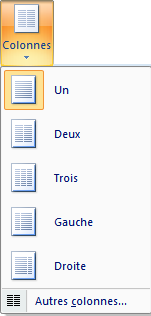 Colonnes
Un
Deux
Trois
Gauche
Droite
Autres colonnes...